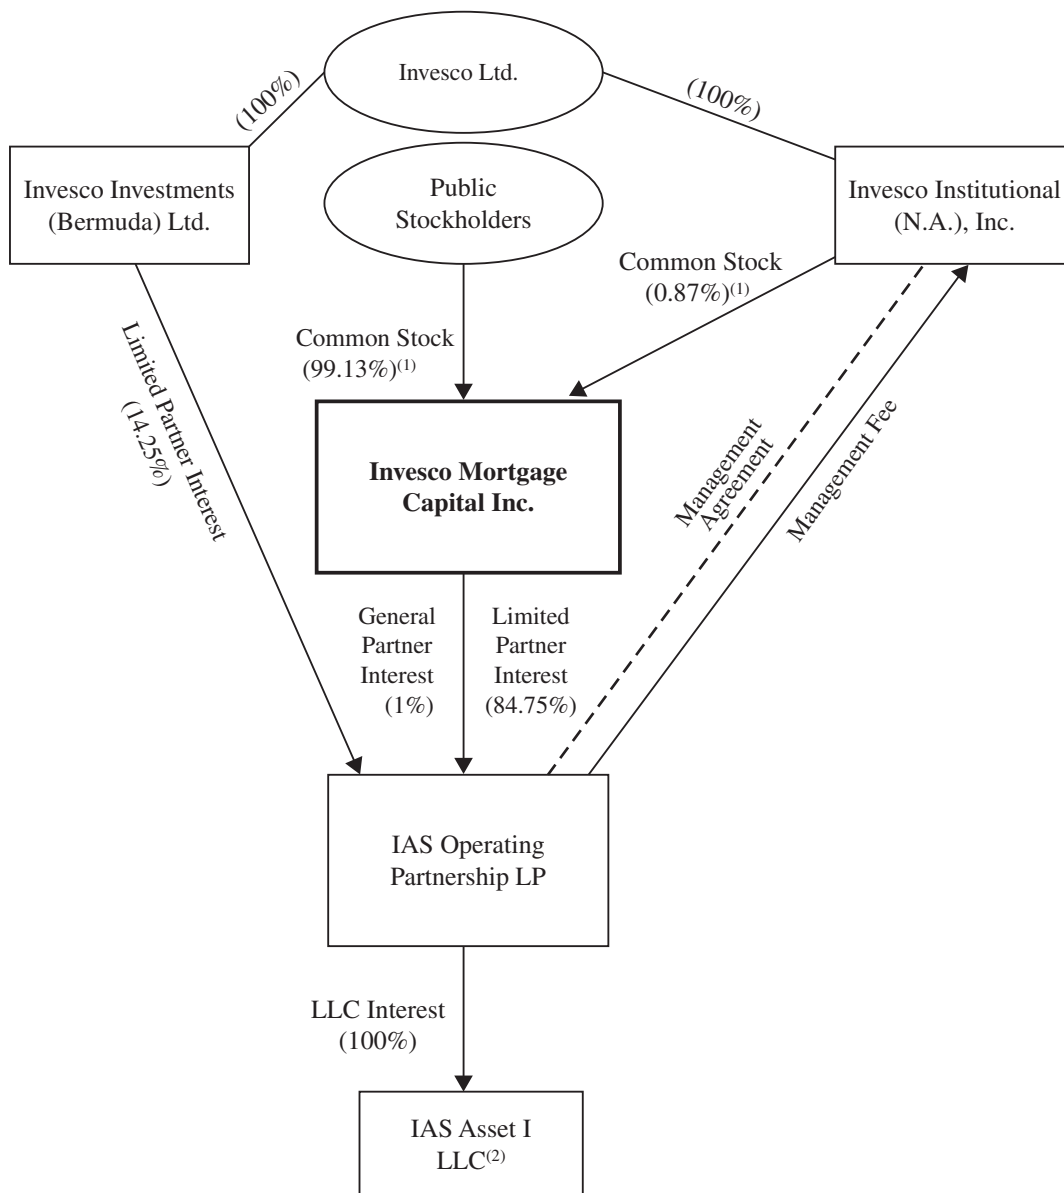 Invesco Ltd.
(100%)
(100%)
Invesco Investments
(Bermuda) Ltd.
Public
Stockholders
Invesco Institutional
(N.A.), Inc.
Common Stock
(0.87%)(1)
Common Stock
(99.13%)(1)
Limited Partner Interest
(14.25%)
Invesco Mortgage
Capital Inc.
Management
Agreement
Management Fee
General
Partner
Interest
(1%)
Limited
Partner
Interest
(84.75%)
IAS Operating
Partnership LP
LLC Interest
(100%)
IAS Asset I
LLC(2)